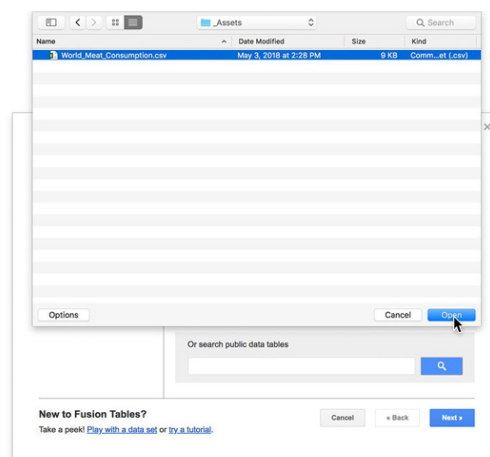 _Assets
Search
Name Date Modified Size Kind
World_Meat_Consumption.csv May 3, 2018 at 2:28 PM 9 KB Comm...et (.csv)
Options Cancel Open
Or search public data tables
New to Fusion Tables?
Take a peek! Play with a data set or try a tutorial.
Cancel « Back Next »